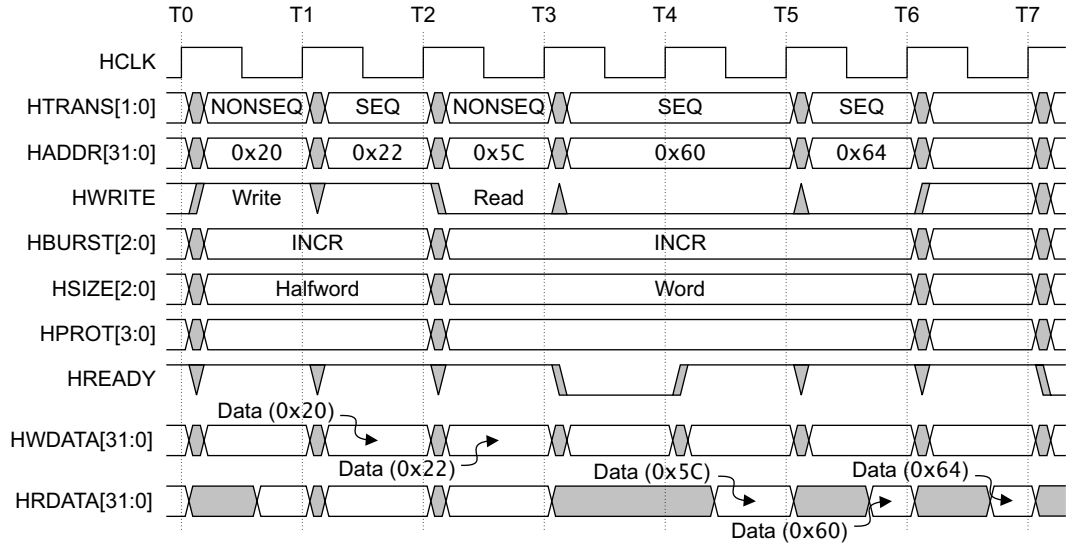 T0 T1 T2 T3 T4 T5 T6 T7
HCLK
HTRANS[1:0] NONSEQ SEQ NONSEQ SEQ SEQ
HADDR[31:0] 0x20 0x22 0x5C 0x60 0x64
HWRITE Write Read
HBURST[2:0] INCR INCR
HSIZE[2:0] Halfword Word
HPROT[3:0]
HREADY
Data (0x20)
HWDATA[31:0]
Data (0x22) Data (0x5C) Data (0x64)
HRDATA[31:0]
Data (0x60)